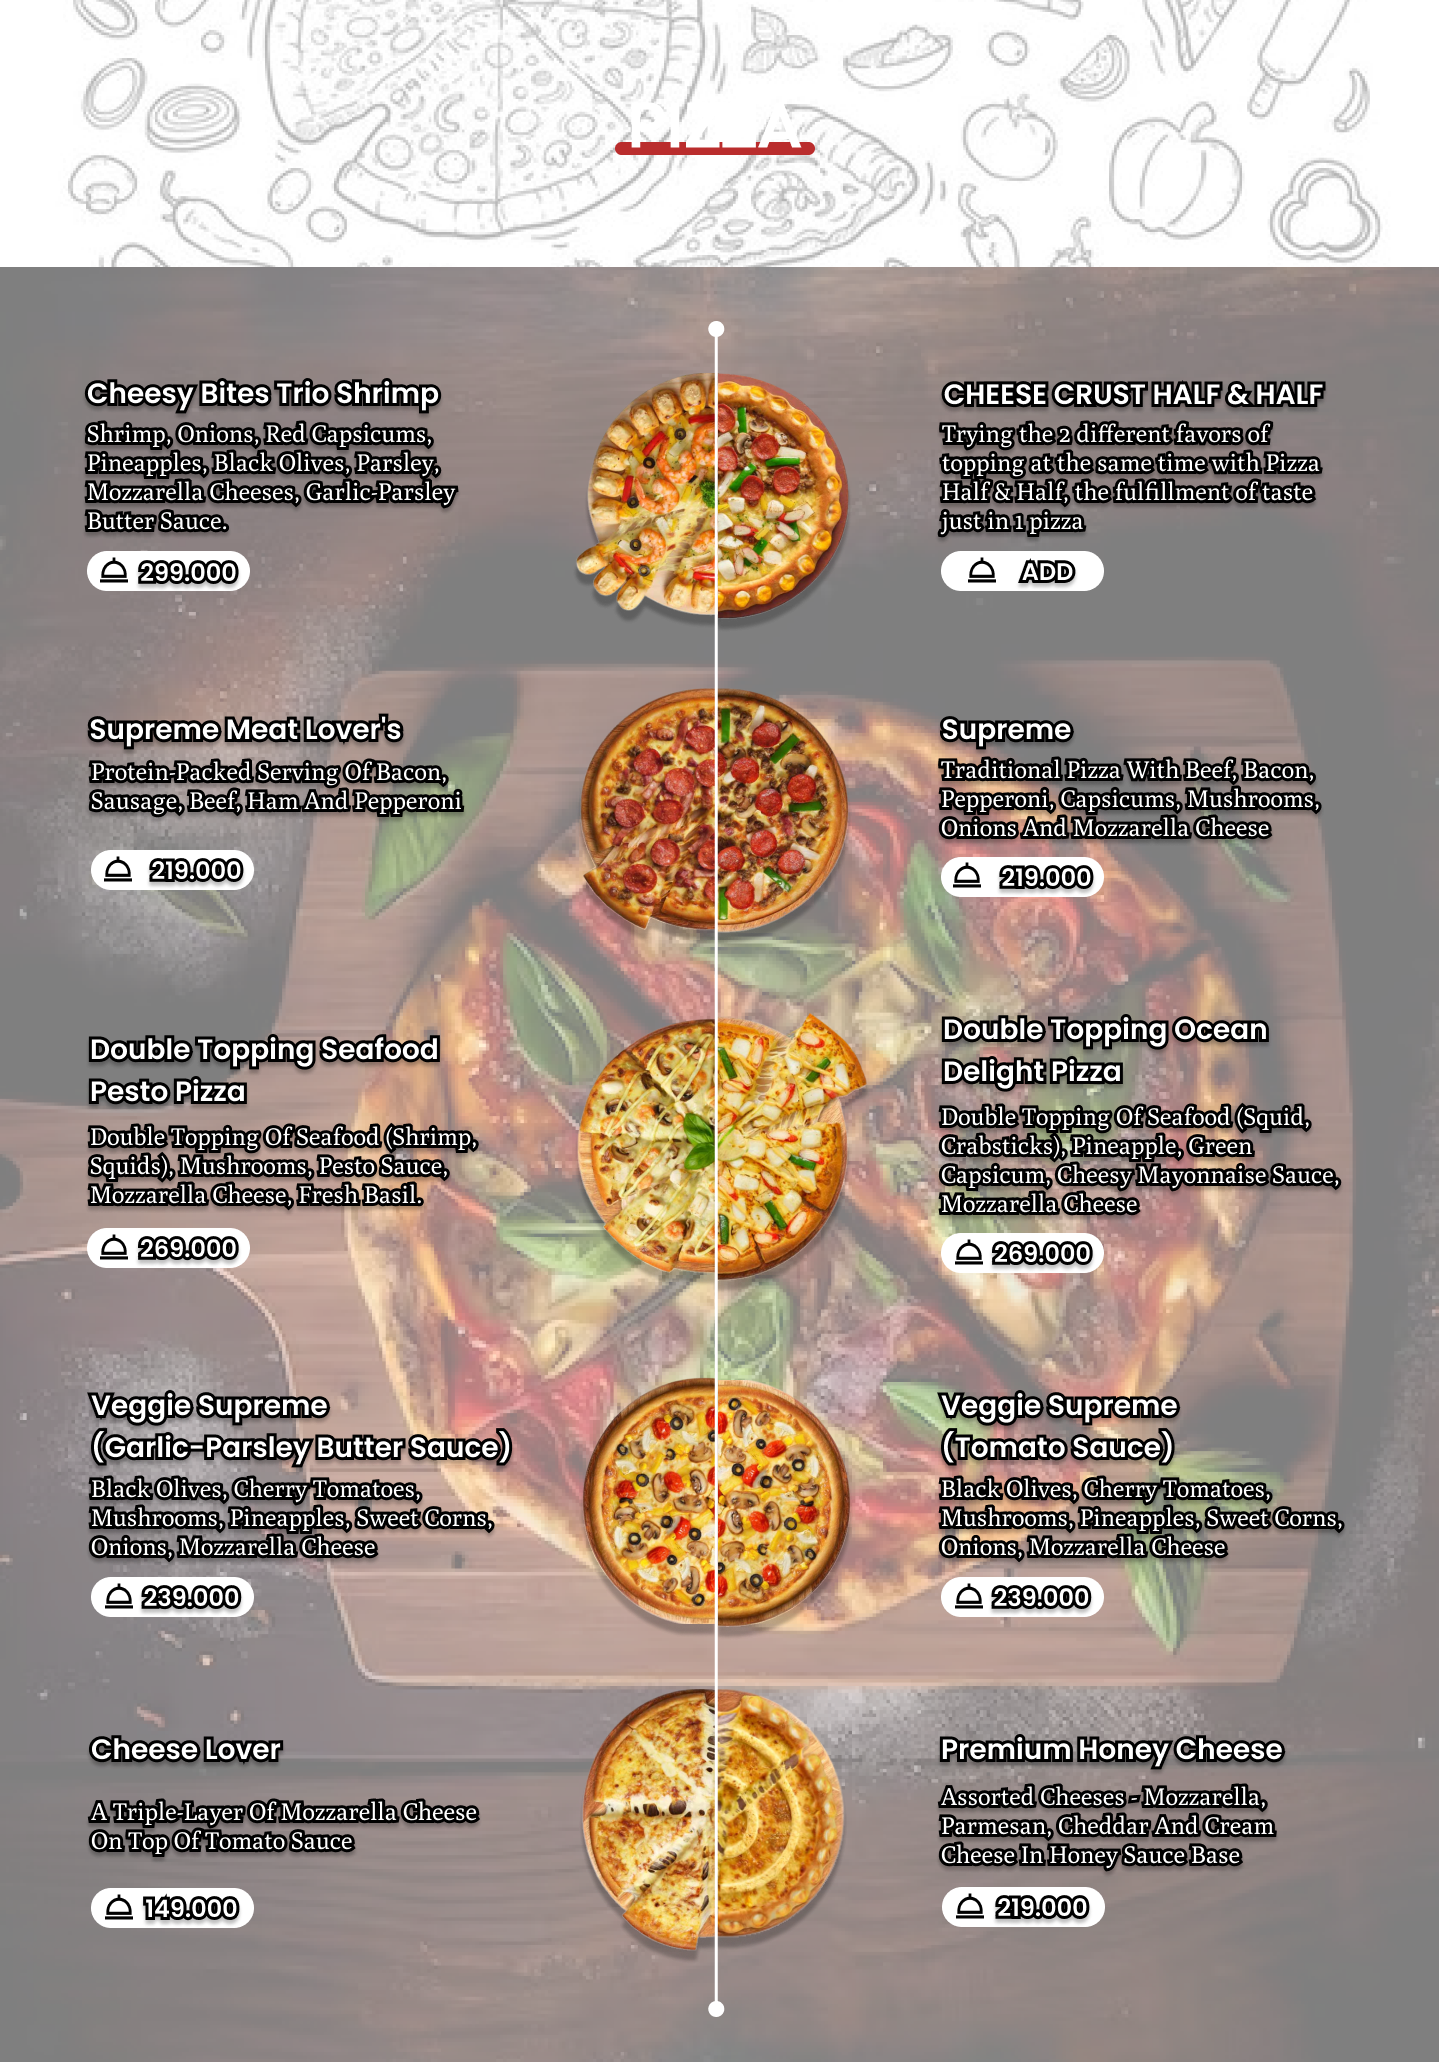 PIZZA
Cheesy Bites Trio Shrimp
Shrimp, Onions, Red Capsicums,
Pineapples, Black Olives, Parsley,
Mozzarella Cheeses, Garlic-Parsley
Butter Sauce.
299.000
CHEESE CRUST HALF & HALF
Trying the 2 different favors of
topping at the same time with Pizza
Half & Half, the fulfillment of taste
just in 1 pizza
ADD
Supreme Meat Lover's
Protein-Packed Serving Of Bacon,
Sausage, Beef, Ham And Pepperoni
219.000
Supreme
Traditional Pizza With Beef, Bacon,
Pepperoni, Capsicums, Mushrooms,
Onions And Mozzarella Cheese
219.000
Double Topping Seafood
Pesto Pizza
Double Topping Of Seafood (Shrimp,
Squids), Mushrooms, Pesto Sauce,
Mozzarella Cheese, Fresh Basil.
269.000
Double Topping Ocean
Delight Pizza
Double Topping Of Seafood (Squid,
Crabsticks), Pineapple, Green
Capsicum, Cheesy Mayonnaise Sauce,
Mozzarella Cheese
269.000
Veggie Supreme
(Garlic-Parsley Butter Sauce)
Black Olives, Cherry Tomatoes,
Mushrooms, Pineapples, Sweet Corns,
Onions, Mozzarella Cheese
239.000
Veggie Supreme
(Tomato Sauce)
Black Olives, Cherry Tomatoes,
Mushrooms, Pineapples, Sweet Corns,
Onions, Mozzarella Cheese
239.000
Cheese Lover
A Triple-Layer Of Mozzarella Cheese
On Top Of Tomato Sauce
149.000
Premium Honey Cheese
Assorted Cheeses - Mozzarella,
Parmesan, Cheddar And Cream
Cheese In Honey Sauce Base
219.000